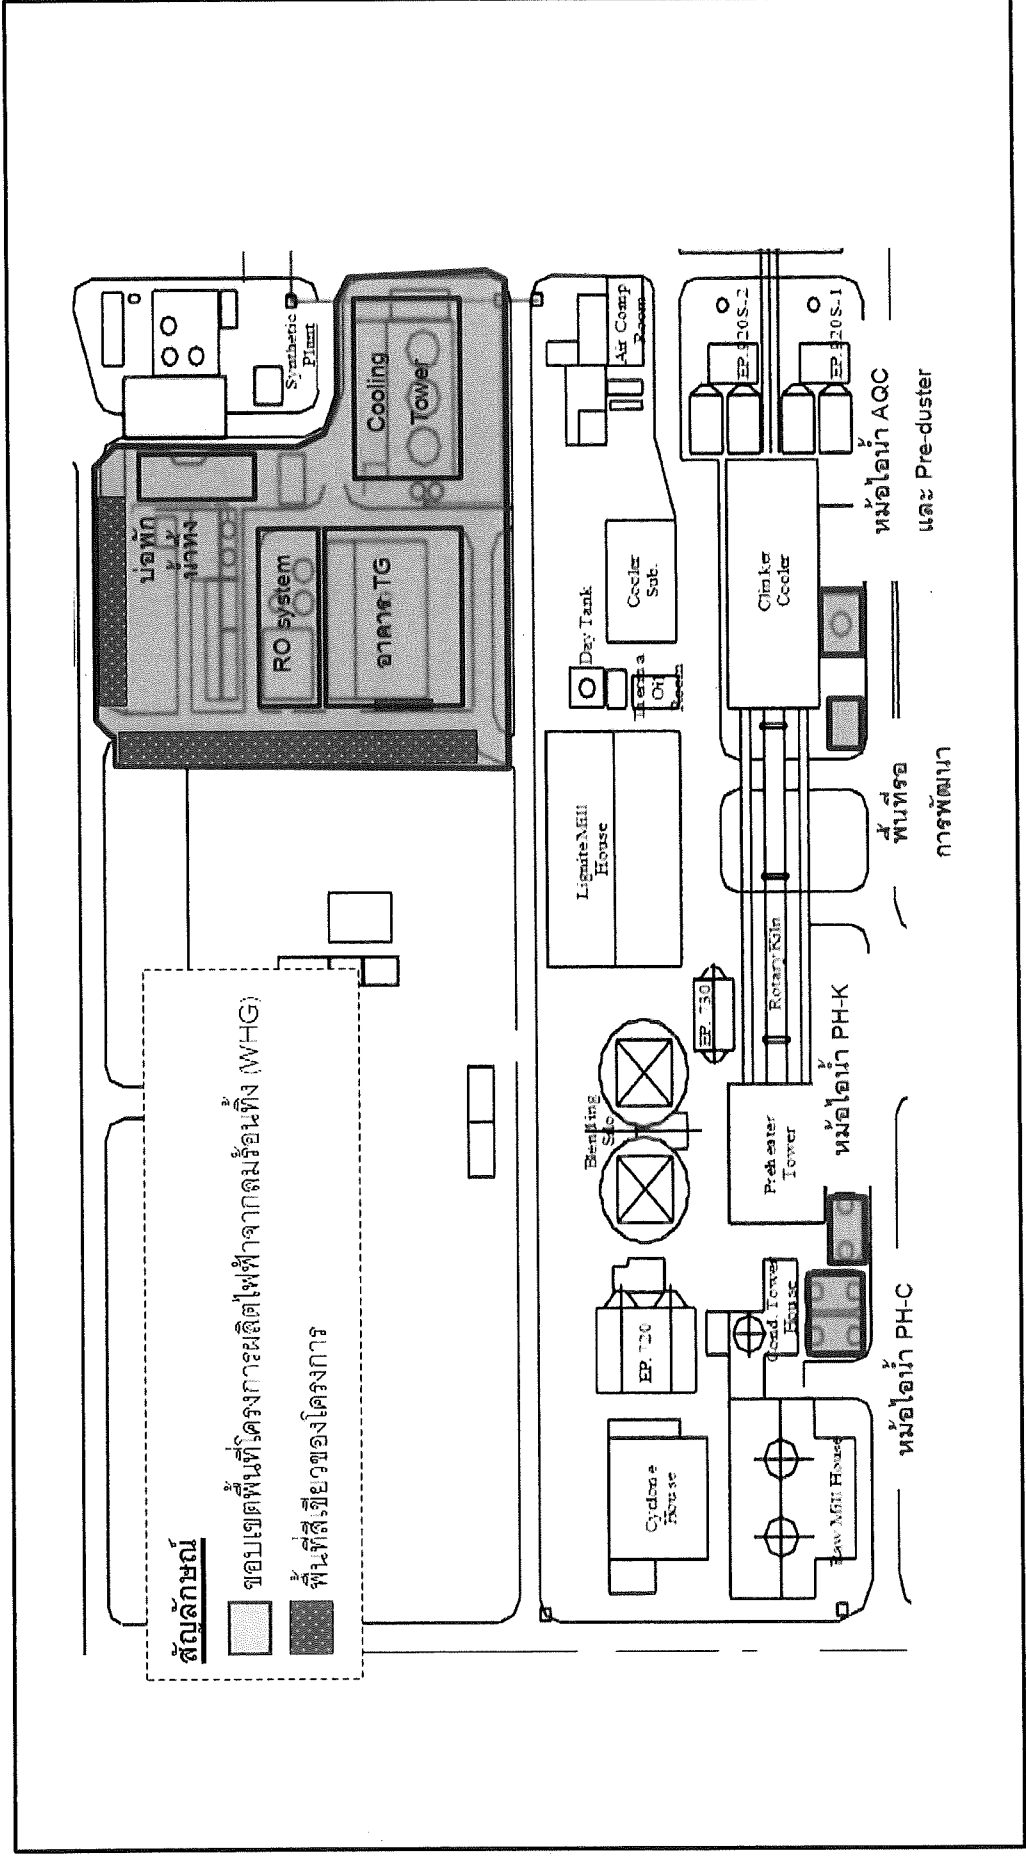 สัญลักษณ์
ขอบเขตพื้นที่โครงการผลิตไฟฟ้าจากลมร้อนทิ้ง (WHG)
พื้นที่สีเขียวของโครงการ
บ่อพัก
น้ำทิ้ง
Synthetic
Plant
RO system
อาคาร TG
Cooling
Tower
Cyclone
House
EP. 720
Blending
Silo
Lignite Mill
House
Day Tank
Therma
Oil
Room
Cooler
Sub.
Air Comp
Room
Raw Mill House
Cond. Tower
House
Preheater
Tower
EP. 730
Rotary Kiln
Clinker
Cooler
EP.920S-2
EP.920S-1
หม้อไอน้ำ PH-C
หม้อไอน้ำ PH-K
พื้นที่รอ
การพัฒนา
หม้อไอน้ำ AQC
และ Pre-duster